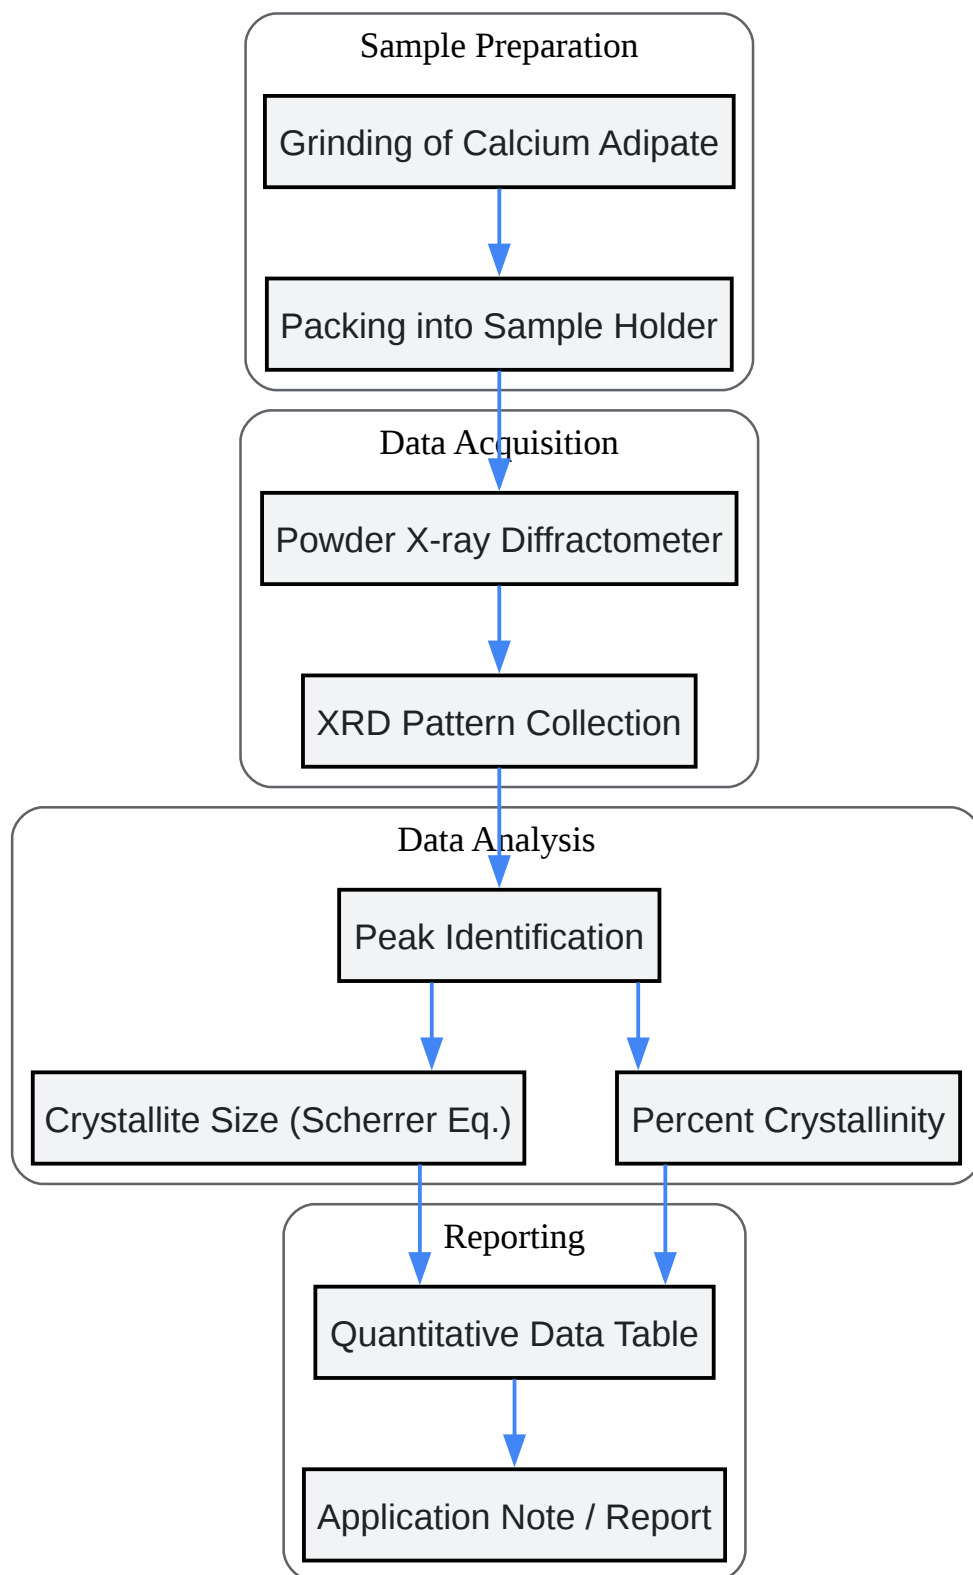 Sample Preparation
Grinding of Calcium Adipate
Packing into Sample Holder
Data Acquisition
Powder X-ray Diffractometer
XRD Pattern Collection
Data Analysis
Peak Identification
Crystallite Size (Scherrer Eq.)
Percent Crystallinity
Reporting
Quantitative Data Table
Application Note / Report